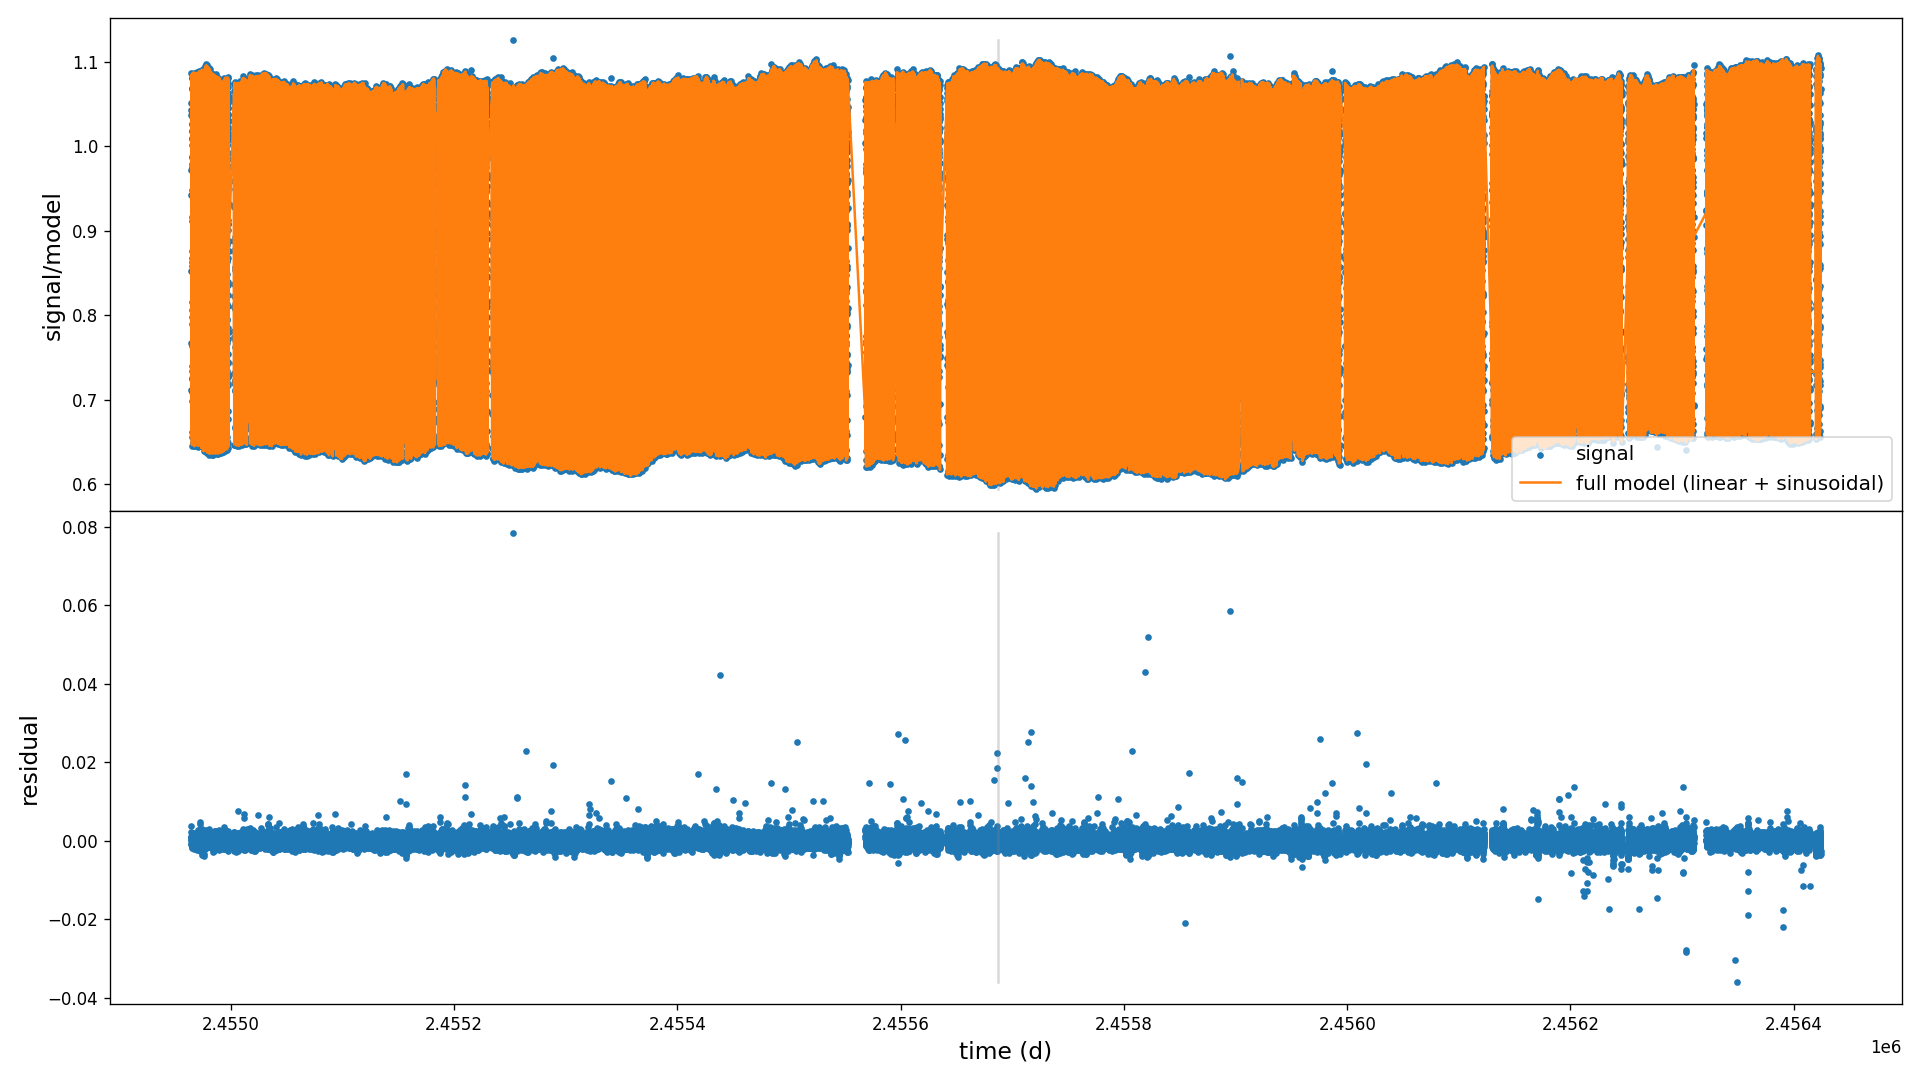 signal/model
1.1
1.0
0.9
0.8
0.7
0.6
signal
full model (linear + sinusoidal)
residual
0.08
0.06
0.04
0.02
0.00
−0.02
−0.04
2.4550 2.4552 2.4554 2.4556 2.4558 2.4560 2.4562 2.4564
1e6
time (d)